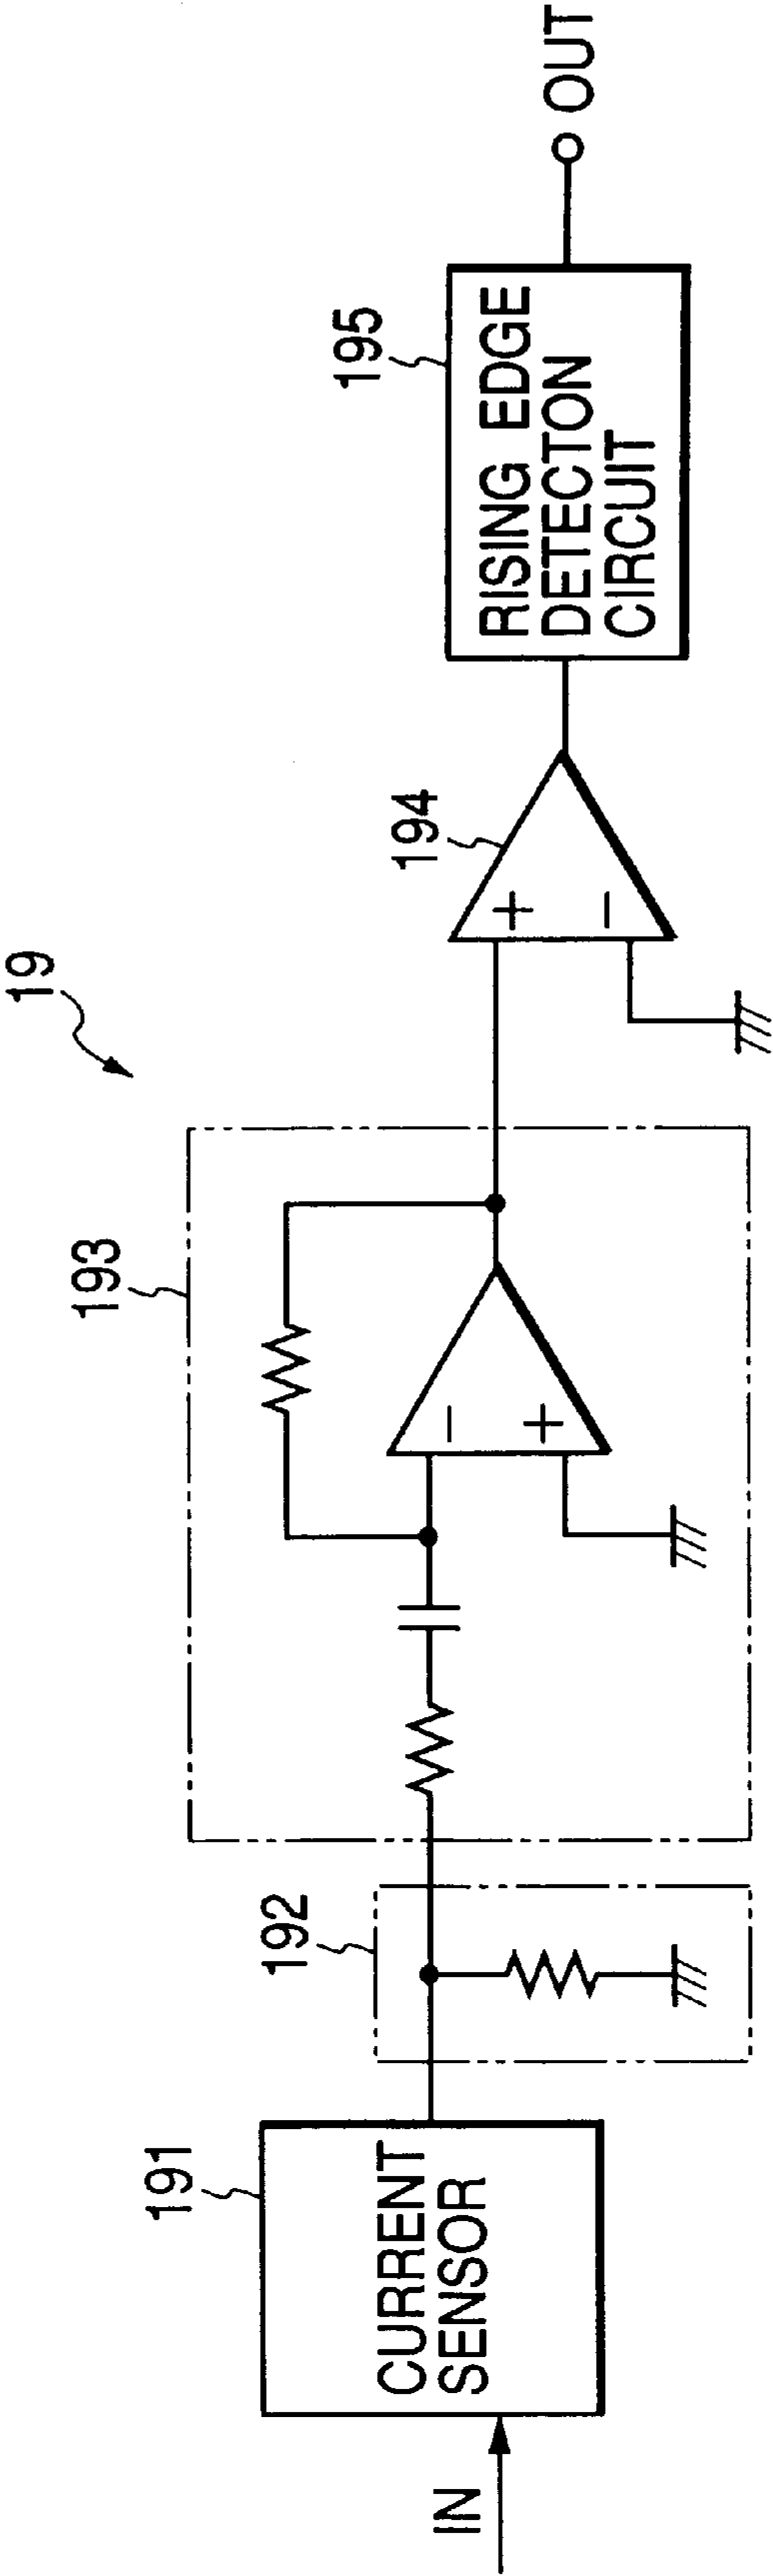 19
IN
191
CURRENT
SENSOR
192
193
−
+
194
+
−
195
RISING EDGE
DETECTON
CIRCUIT
OUT